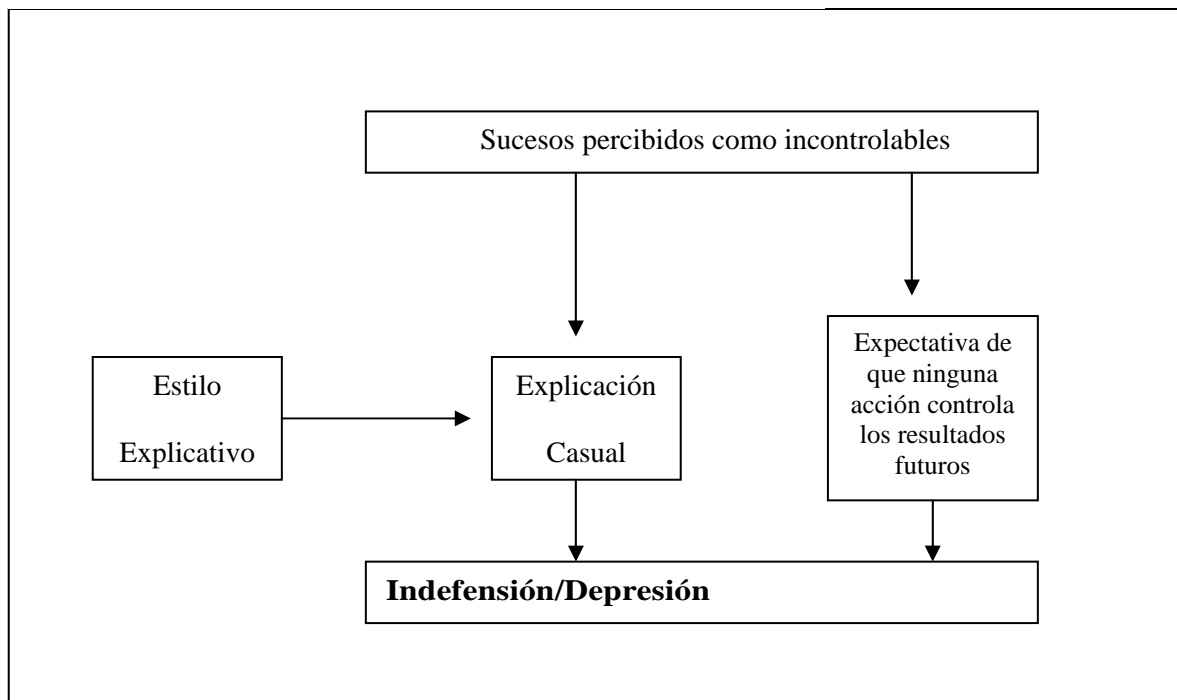 Sucesos percibidos como incontrolables
Estilo
Explicativo
Explicación
Casual
Expectativa de
que ninguna
acción controla
los resultados
futuros
Indefensión/Depresión